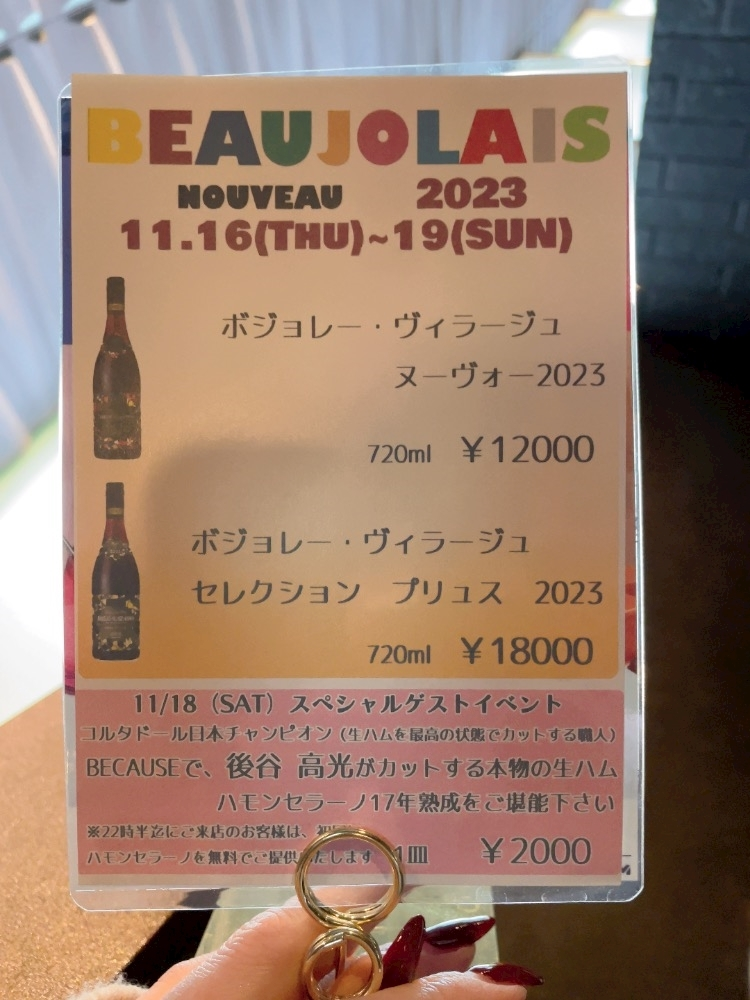 BEAUJOLAIS
NOUVEAU 2023
11.16(THU)~19(SUN)
ボジョレー・ヴィラージュ
ヌーヴォー2023
720ml ￥12000
ボジョレー・ヴィラージュ
セレクション プリュス 2023
720ml ￥18000
11/18（SAT）スペシャルゲストイベント
コルタドール日本チャンピオン（生ハムを最高の状態でカットする職人）
BECAUSEで、後谷 高光がカットする本物の生ハム
ハモンセラーノ17年熟成をご堪能下さい
※22時半迄にご来店のお客様は、
ハモンセラーノを無料でご提供いたします 1皿 ￥2000